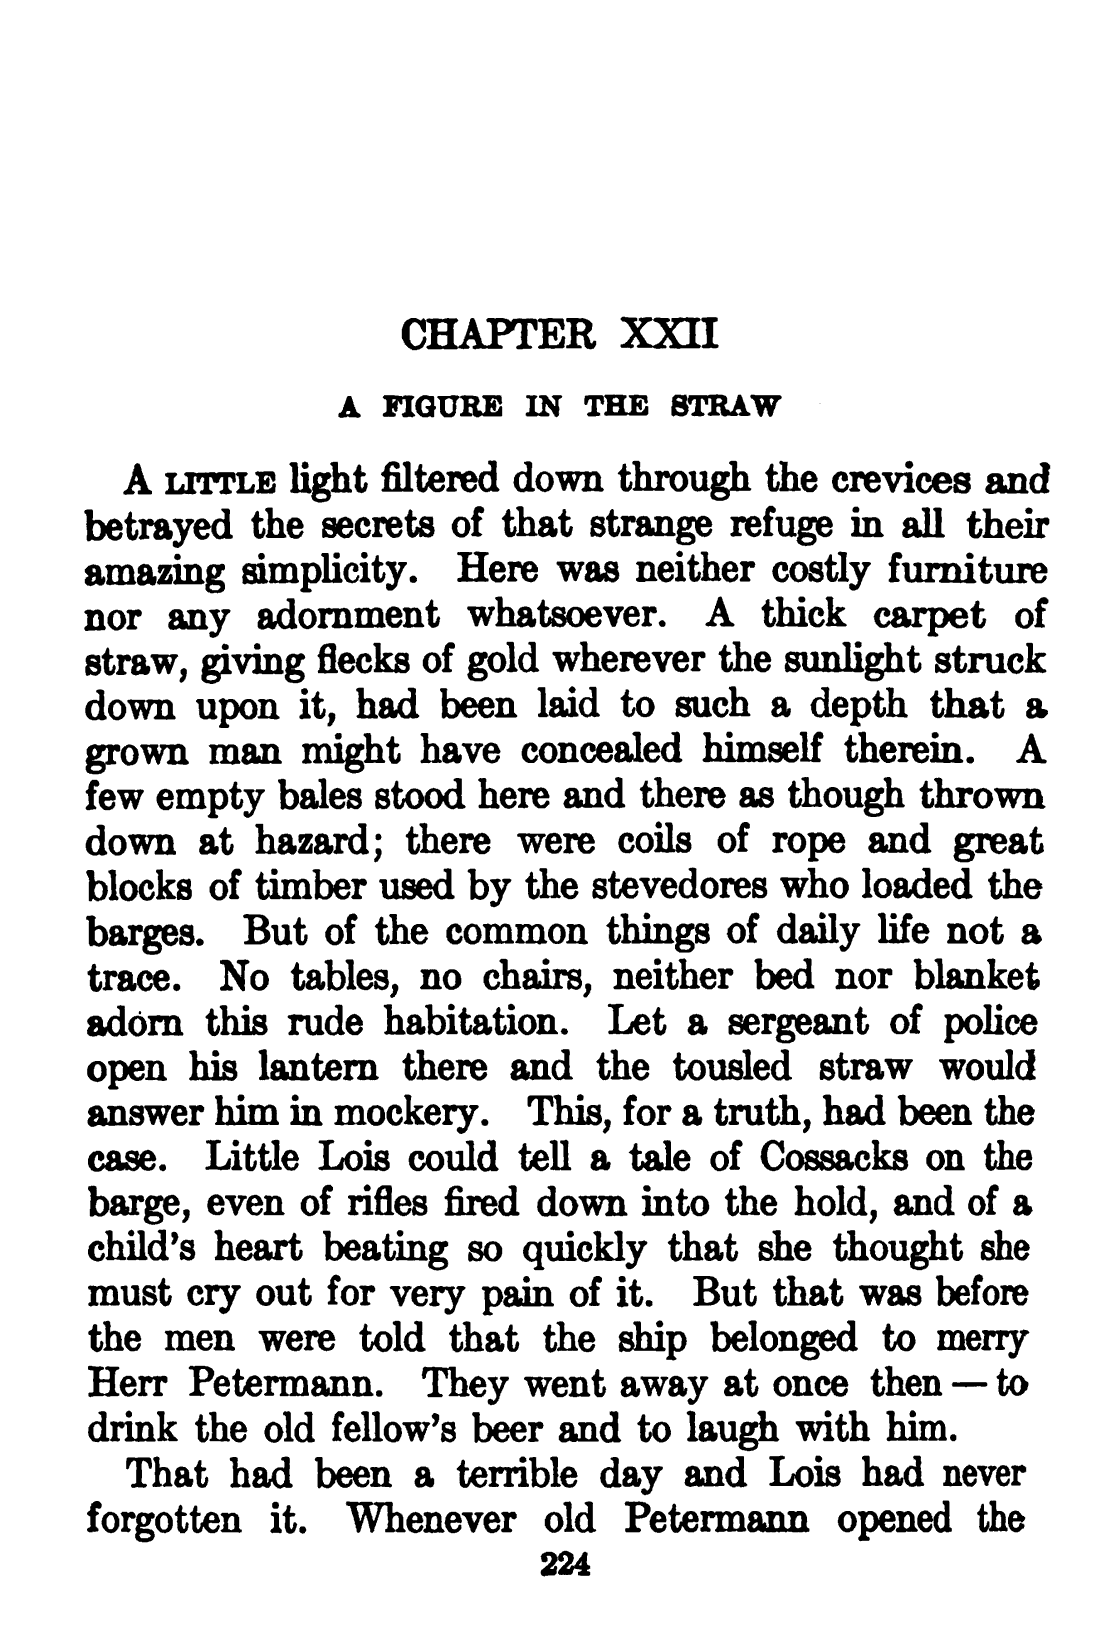 CHAPTER XXII
A FIGURE IN THE STRAW
A LITTLE light filtered down through the crevices and
betrayed the secrets of that strange refuge in all their
amazing simplicity. Here was neither costly furniture
nor any adornment whatsoever. A thick carpet of
straw, giving flecks of gold wherever the sunlight struck
down upon it, had been laid to such a depth that a
grown man might have concealed himself therein. A
few empty bales stood here and there as though thrown
down at hazard; there were coils of rope and great
blocks of timber used by the stevedores who loaded the
barges. But of the common things of daily life not a
trace. No tables, no chairs, neither bed nor blanket
adorn this rude habitation. Let a sergeant of police
open his lantern there and the tousled straw would
answer him in mockery. This, for a truth, had been the
case. Little Lois could tell a tale of Cossacks on the
barge, even of rifles fired down into the hold, and of a
child's heart beating so quickly that she thought she
must cry out for very pain of it. But that was before
the men were told that the ship belonged to merry
Herr Petermann. They went away at once then — to
drink the old fellow's beer and to laugh with him.
That had been a terrible day and Lois had never
forgotten it. Whenever old Petermann opened the
224